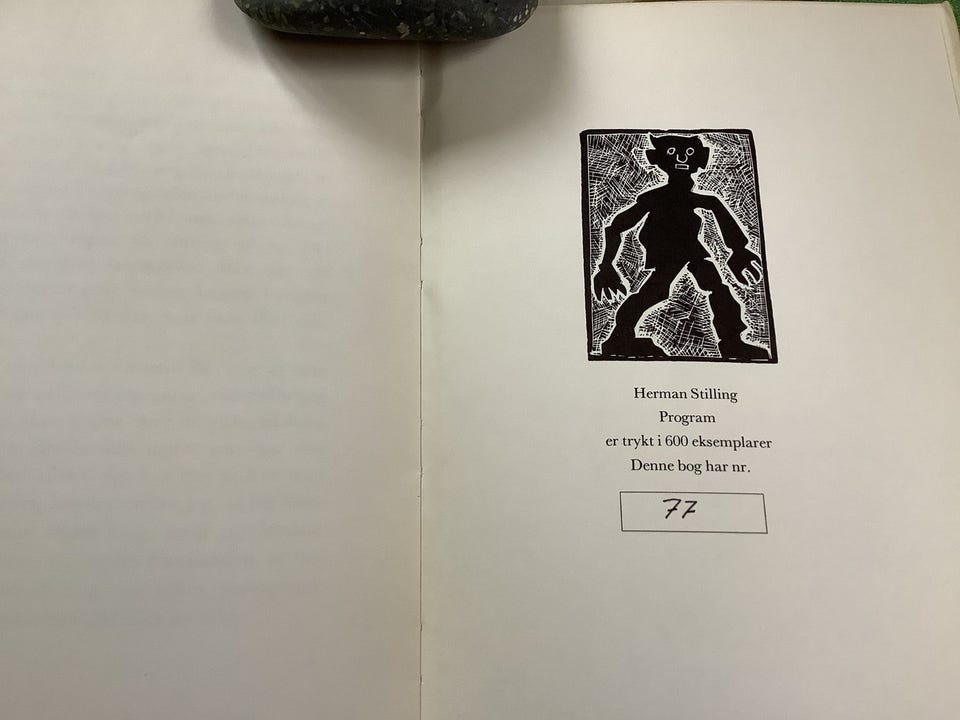 Herman Stilling
Program
er trykt i 600 eksemplarer
Denne bog har nr.
77